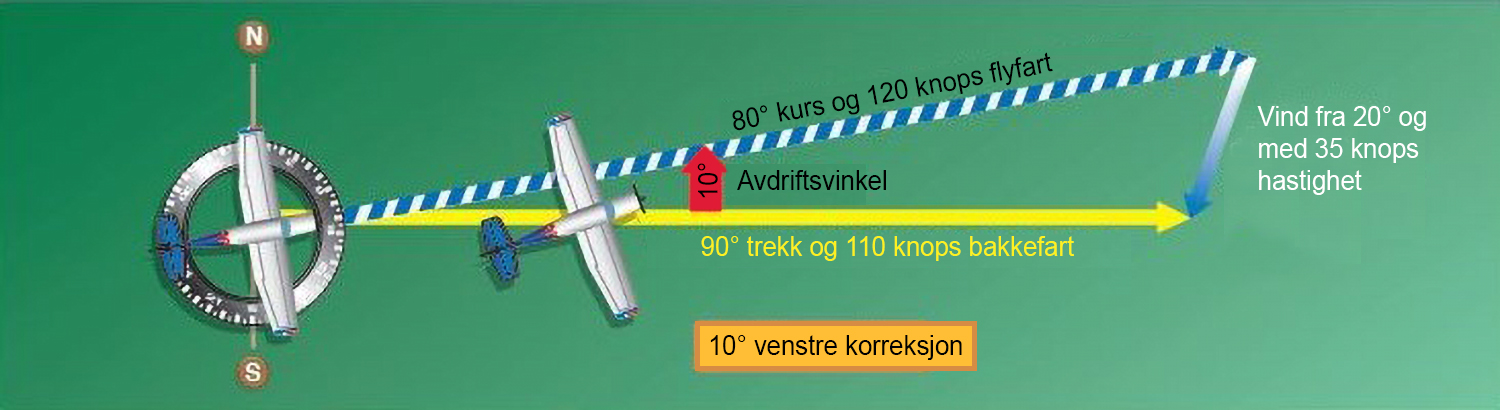 N
80° kurs og 120 knops flyfart
Vind fra 20° og
med 35 knops
hastighet
10°
Avdriftsvinkel
90° trekk og 110 knops bakkefart
10° venstre korreksjon
S